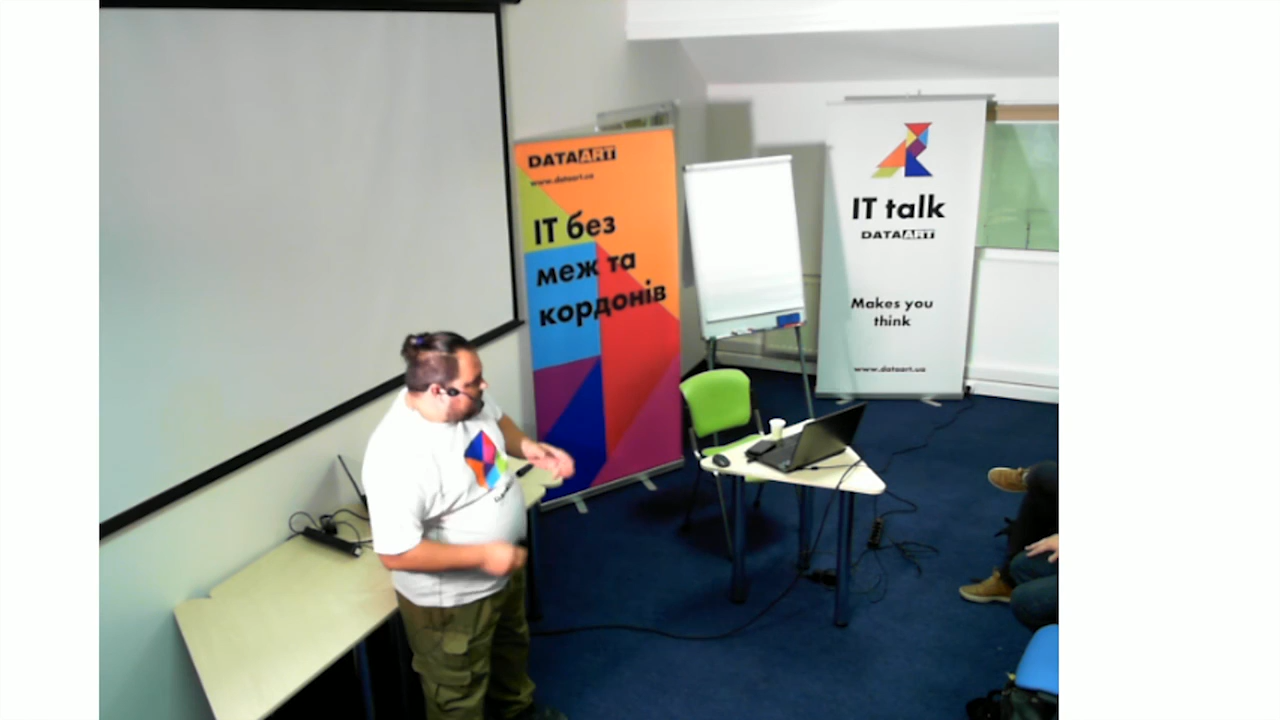 DATAART
www.dataart.ua
IT без
меж та
кордонів
IT talk
DATAART
Makes you
think
www.dataart.ua